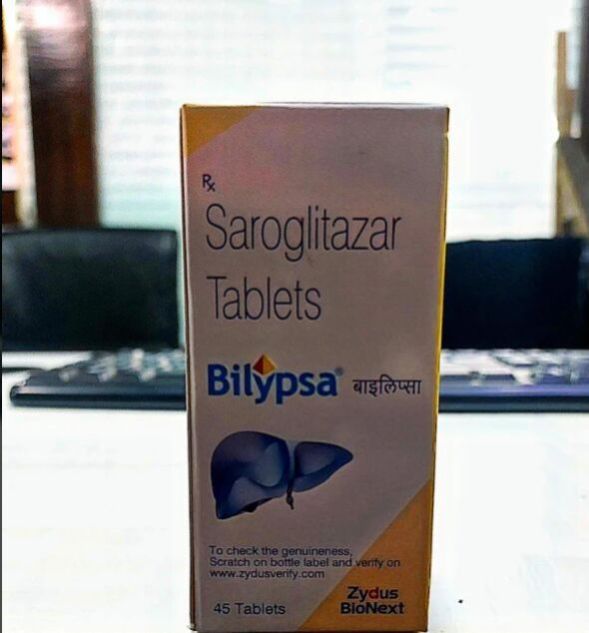 Rx
Saroglitazar
Tablets
Bilypsa® बाइलिप्सा
To check the genuineness,
Scratch on bottle label and verify on
www.zydusverify.com
45 Tablets
Zydus
BioNext